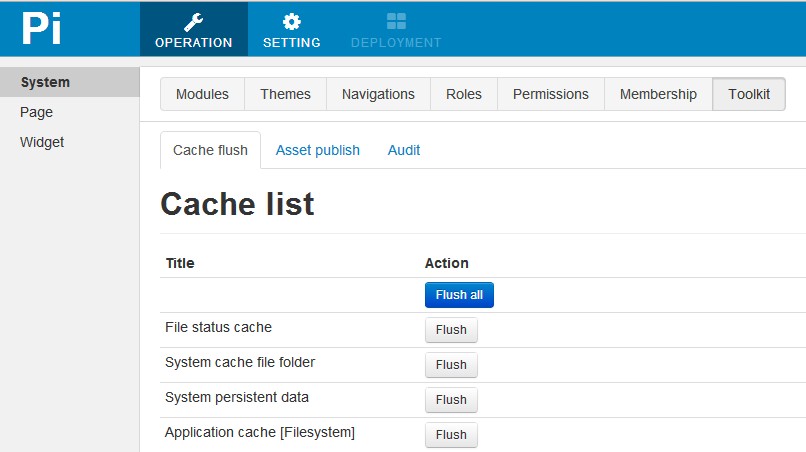 Pi
OPERATION SETTING DEPLOYMENT
System
Page
Widget
Modules Themes Navigations Roles Permissions Membership Toolkit
Cache flush Asset publish Audit
Cache list
Title Action
Flush all
File status cache Flush
System cache file folder Flush
System persistent data Flush
Application cache [Filesystem] Flush